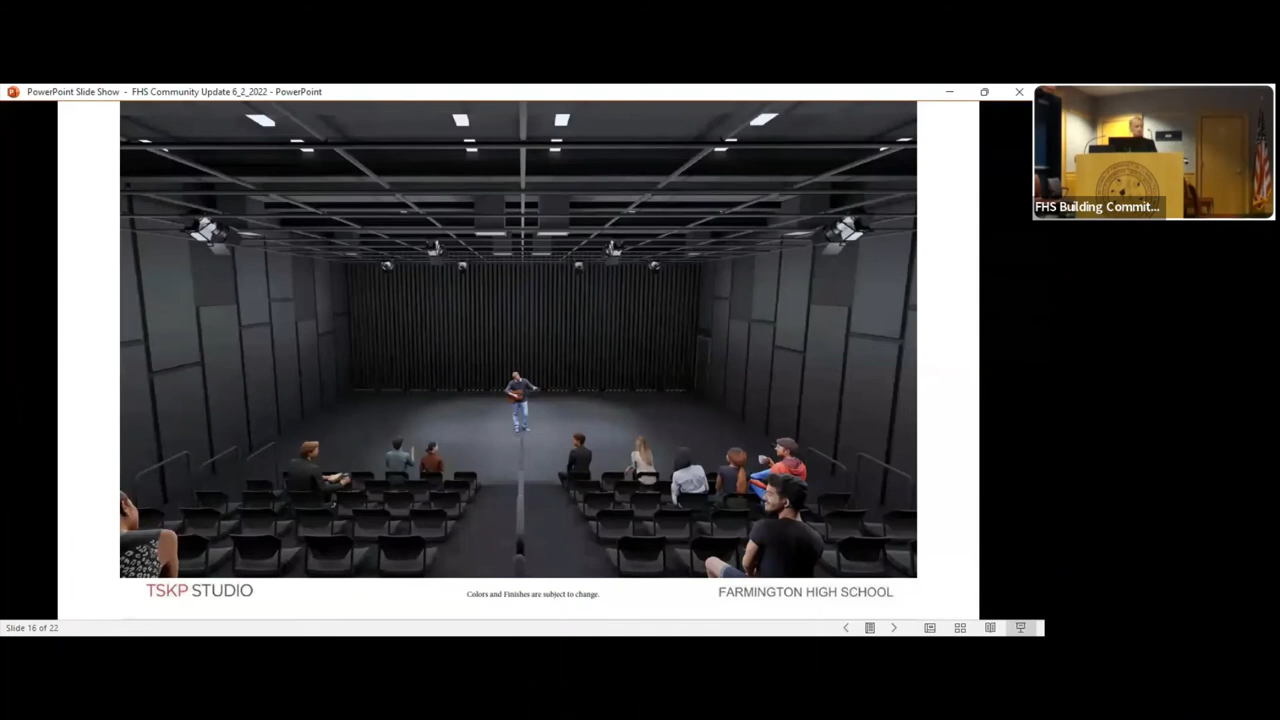 PowerPoint Slide Show - FHS Community Update 6_2_2022 - PowerPoint
FHS Building Commit...
TSKP STUDIO
Colors and Finishes are subject to change.
FARMINGTON HIGH SCHOOL
Slide 16 of 22